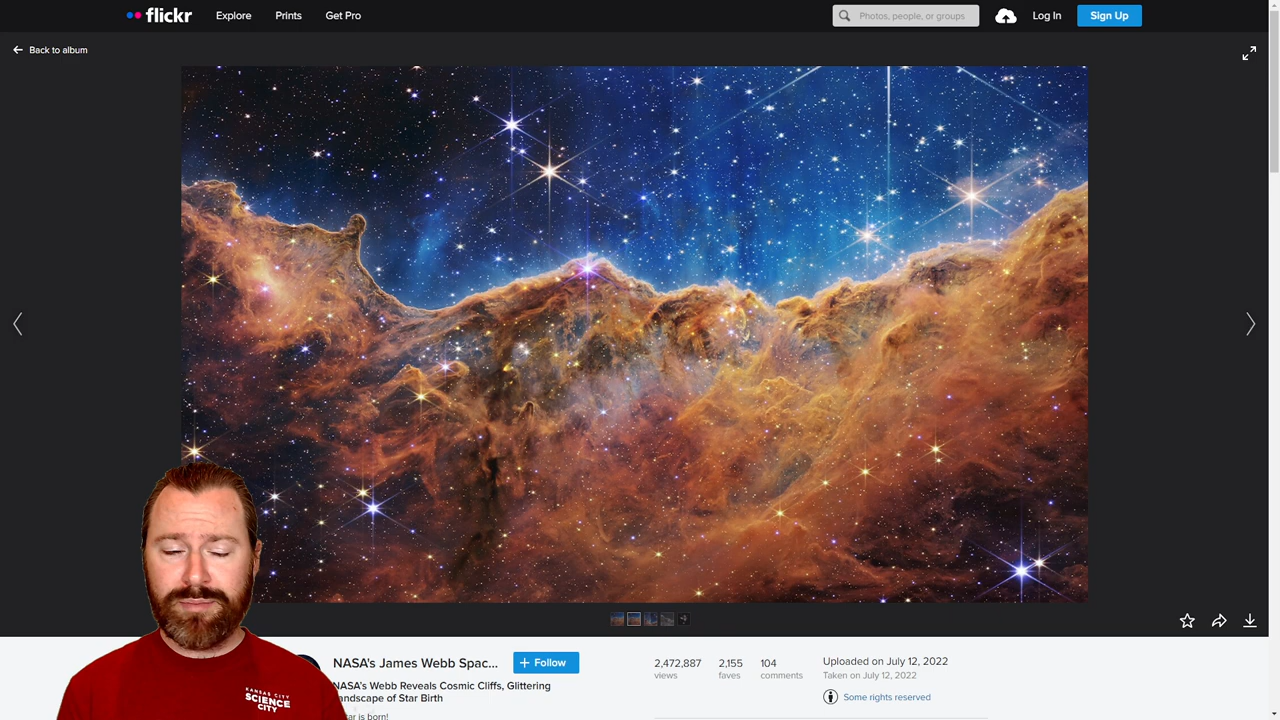 flickr
Explore
Prints
Get Pro
Photos, people, or groups
Log In
Sign Up
Back to album
NASA's James Webb Spac...
+ Follow
NASA's Webb Reveals Cosmic Cliffs, Glittering
andscape of Star Birth
tar is born!
2,472,887
views
2,155
faves
104
comments
Uploaded on July 12, 2022
Taken on July 12, 2022
Some rights reserved
KANSAS CITY
SCIENCE
CITY